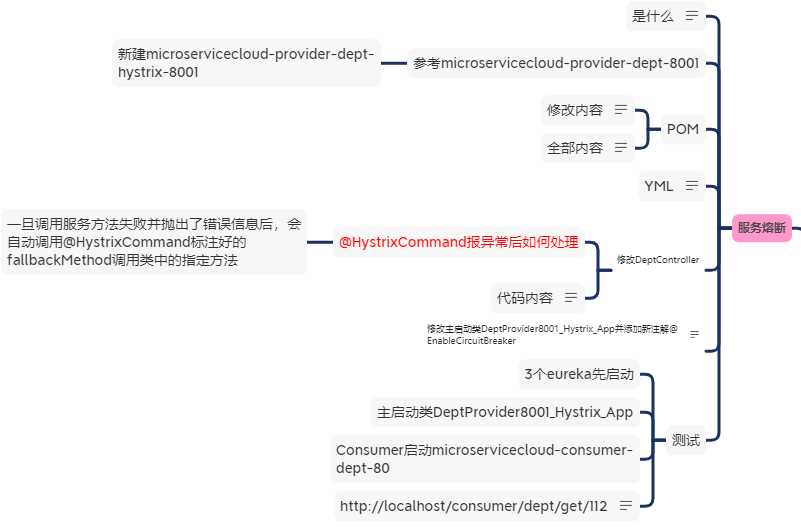 是什么
新建microservicecloud-provider-dept-
hystrix-8001
参考microservicecloud-provider-dept-8001
修改内容
POM
全部内容
YML
服务熔断
一旦调用服务方法失败并抛出了错误信息后，会
自动调用@HystrixCommand标注好的
fallbackMethod调用类中的指定方法
@HystrixCommand报异常后如何处理
修改DeptController
代码内容
修改主启动类DeptProvider8001_Hystrix_App并添加新注解@
EnableCircuitBreaker
3个eureka先启动
主启动类DeptProvider8001_Hystrix_App
测试
Consumer启动microservicecloud-consumer-
dept-80
http://localhost/consumer/dept/get/112